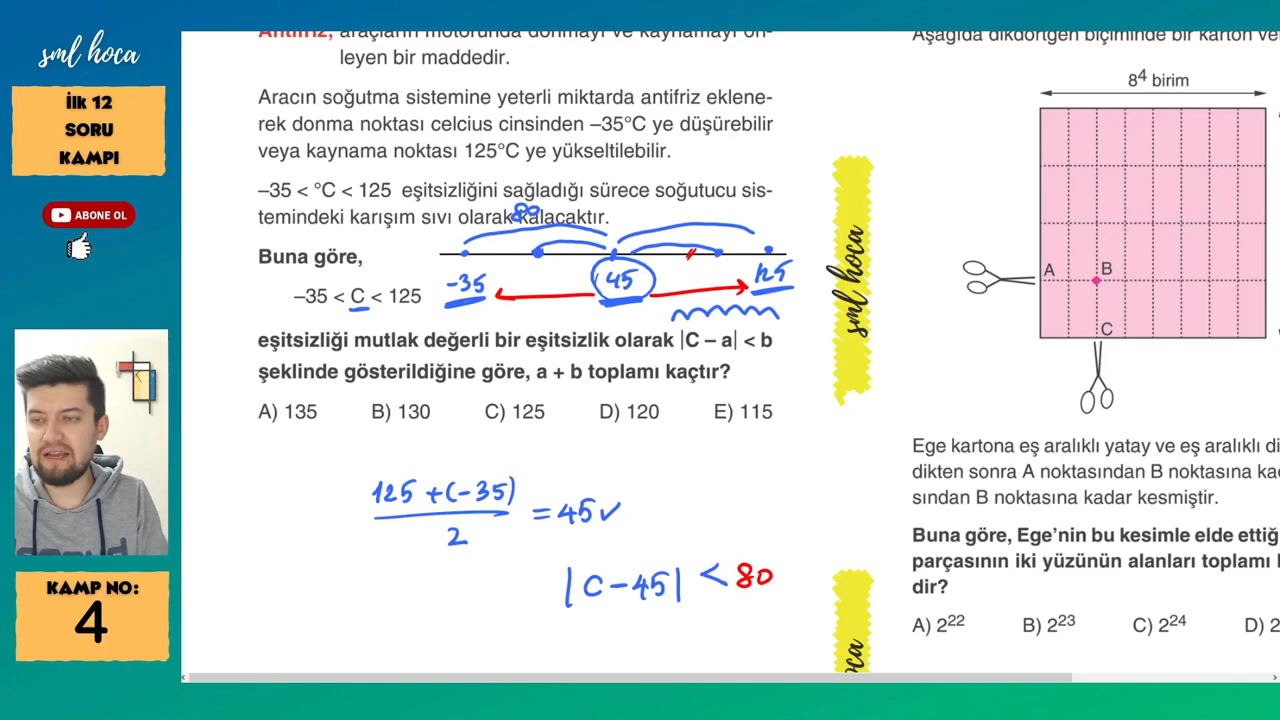 sml hoca
İlk 12
SORU
KAMPI
ABONE OL
KAMP NO:
4
Antifriz, araçların motorunda donmayı ve kaynamayı ön-
leyen bir maddedir.
Aracın soğutma sistemine yeterli miktarda antifriz eklene-
rek donma noktası celcius cinsinden –35°C ye düşürebilir
veya kaynama noktası 125°C ye yükseltilebilir.
–35 < °C < 125 eşitsizliğini sağladığı sürece soğutucu sis-
temindeki karışım sıvı olarak kalacaktır.
80
Buna göre,
-35 45 125
–35 < C < 125
eşitsizliği mutlak değerli bir eşitsizlik olarak |C – a| < b
şeklinde gösterildiğine göre, a + b toplamı kaçtır?
A) 135 B) 130 C) 125 D) 120 E) 115
125 + (-35)
2
= 45 ✓
|C - 45| < 80
sml hoca
hoca
Aşağıda dikdörtgen biçiminde bir karton
8⁴ birim
A B
C
Ege kartona eş aralıklı yatay ve eş aralıklı
dikten sonra A noktasından B noktasına
sından B noktasına kadar kesmiştir.
Buna göre, Ege'nin bu kesimle elde
parçasının iki yüzünün alanları toplamı
dir?
A) 2²² B) 2²³ C) 2²⁴ D) 2